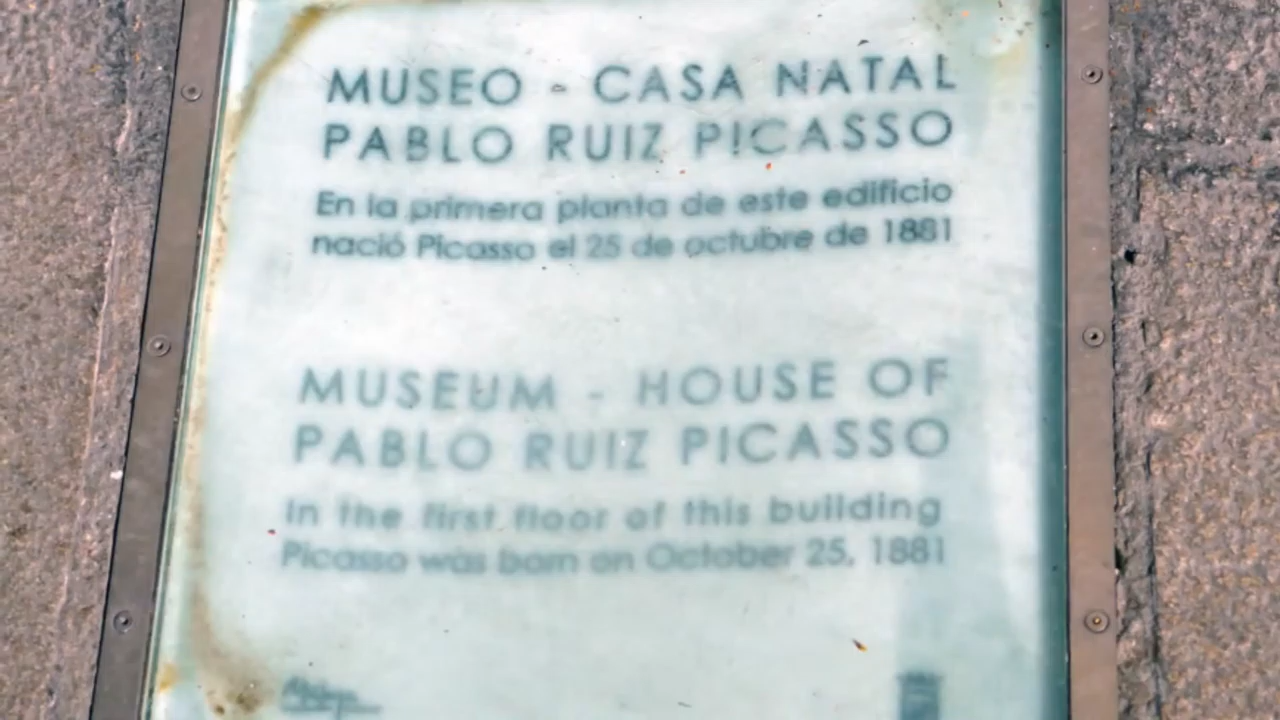 MUSEO - CASA NATAL
PABLO RUIZ PICASSO
En la primera planta de este edificio
nació Picasso el 25 de octubre de 1881
MUSEUM - HOUSE OF
PABLO RUIZ PICASSO
In the first floor of this building
Picasso was born on October 25, 1881